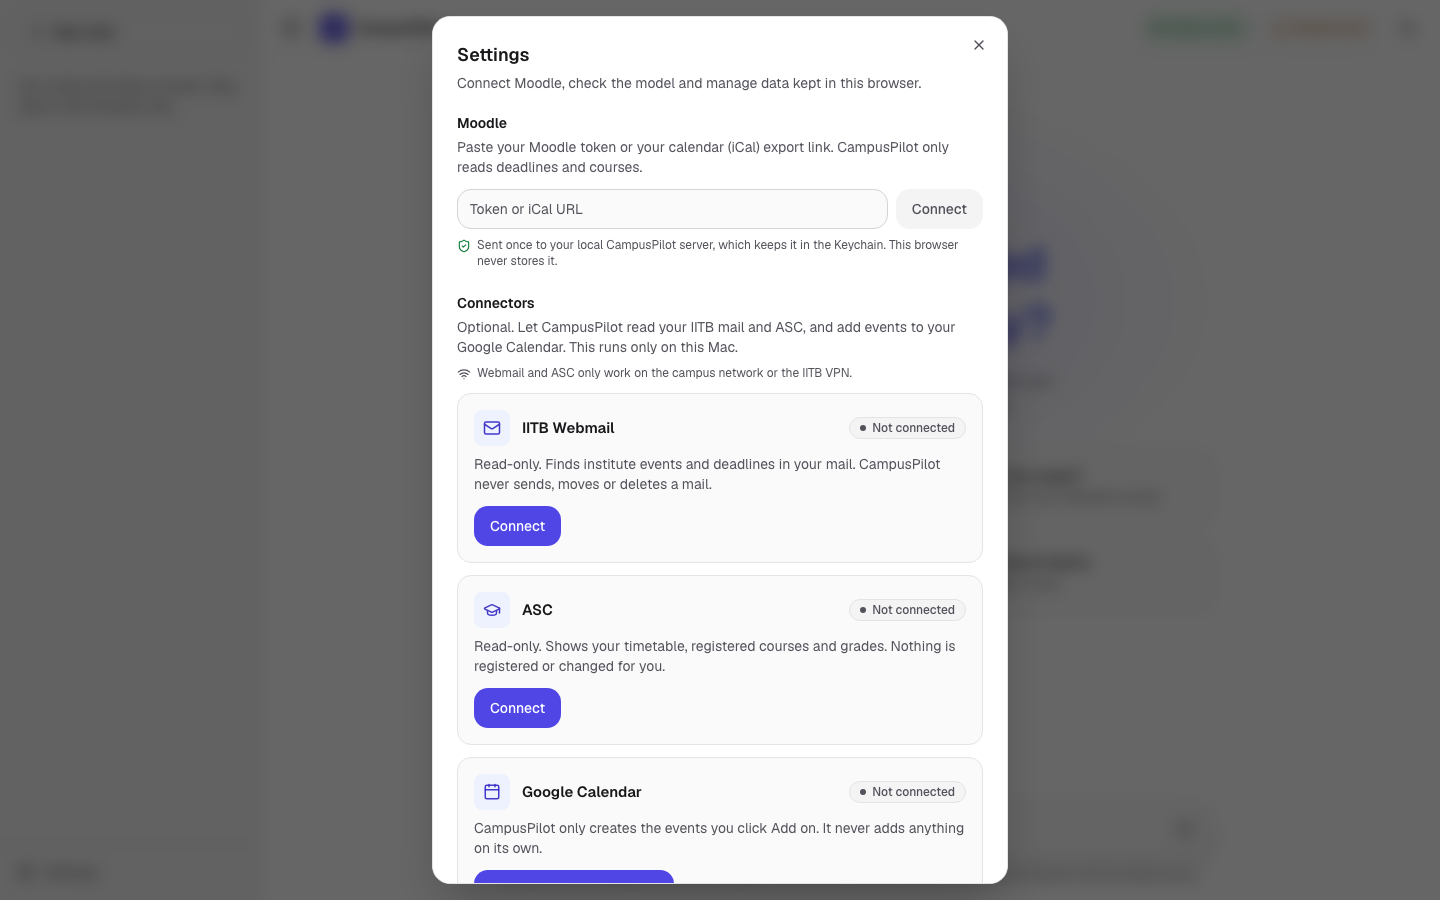 Settings
Connect Moodle, check the model and manage data kept in this browser.
Moodle
Paste your Moodle token or your calendar (iCal) export link. CampusPilot only
reads deadlines and courses.
Token or iCal URL
Connect
Sent once to your local CampusPilot server, which keeps it in the Keychain. This browser
never stores it.
Connectors
Optional. Let CampusPilot read your IITB mail and ASC, and add events to your
Google Calendar. This runs only on this Mac.
Webmail and ASC only work on the campus network or the IITB VPN.
IITB Webmail
Not connected
Read-only. Finds institute events and deadlines in your mail. CampusPilot
never sends, moves or deletes a mail.
Connect
ASC
Not connected
Read-only. Shows your timetable, registered courses and grades. Nothing is
registered or changed for you.
Connect
Google Calendar
Not connected
CampusPilot only creates the events you click Add on. It never adds anything
on its own.